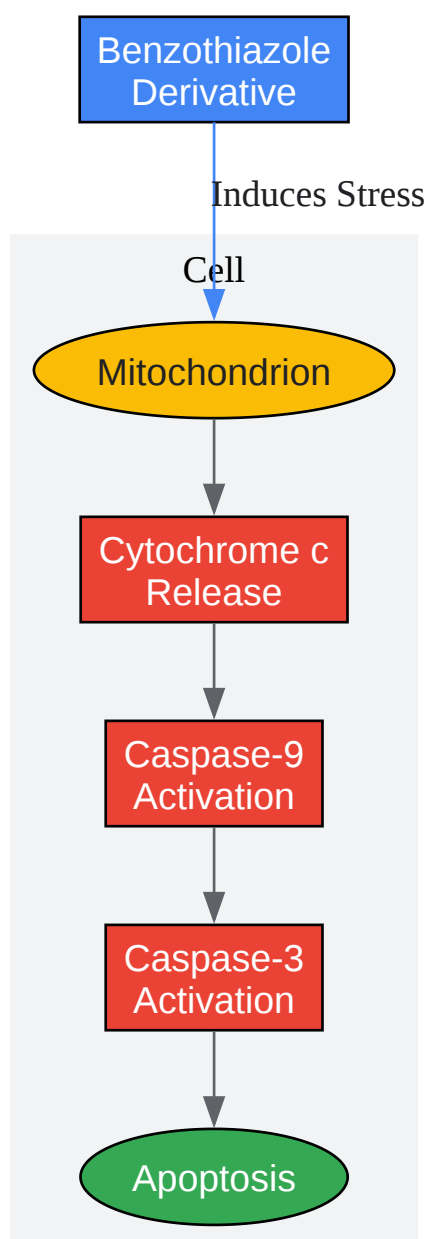 Benzothiazole
Derivative
Induces Stress
Cell
Mitochondrion
Cytochrome c
Release
Caspase-9
Activation
Caspase-3
Activation
Apoptosis